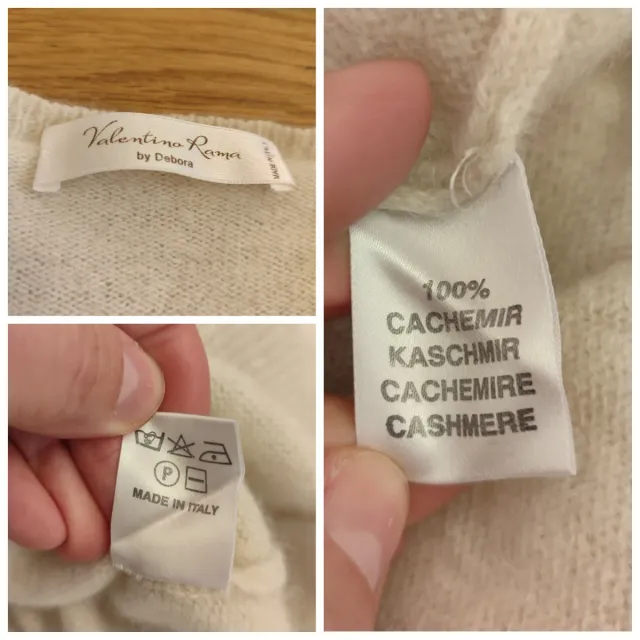 Valentino Rama
by Debora
MADE IN ITALY
100%
CACHEMIR
KASCHMIR
CACHEMIRE
CASHMERE
P
MADE IN ITALY